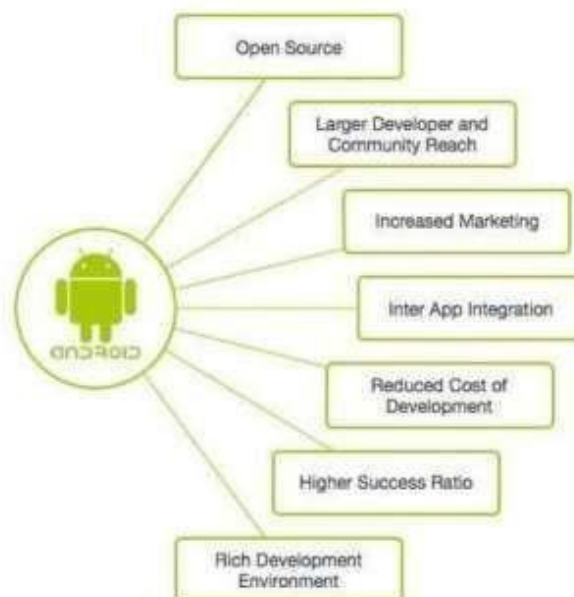 Open Source
Larger Developer and
Community Reach
Increased Marketing
Inter App Integration
ANDROID
Reduced Cost of
Development
Higher Success Ratio
Rich Development
Environment